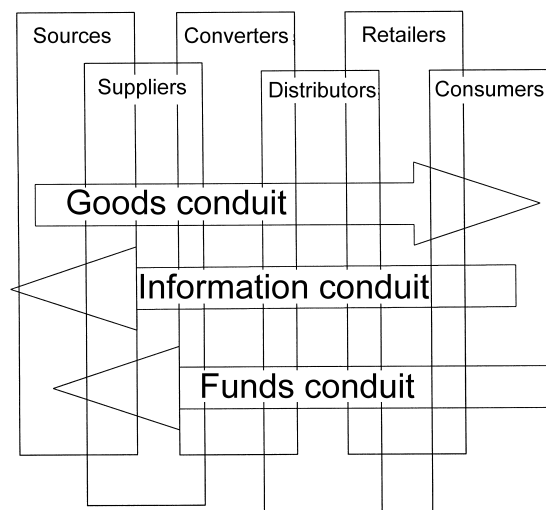 Sources
Converters
Retailers
Suppliers
Distributors
Consumers
Goods conduit
Information conduit
Funds conduit